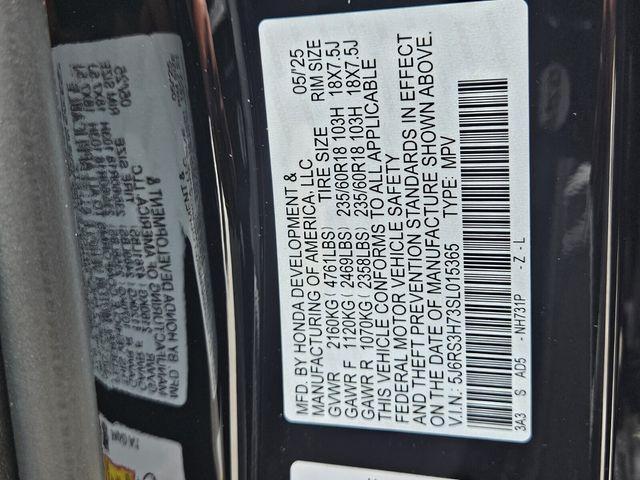 MFD. BY HONDA DEVELOPMENT & 05/'25
MANUFACTURING OF AMERICA, LLC TIRE SIZE RIM SIZE
GVWR 2160KG ( 4761LBS)
GAWR F 1120KG ( 2469LBS) 235/60R18 103H 18X7.5J
GAWR R 1070KG ( 2358LBS) 235/60R18 103H 18X7.5J
THIS VEHICLE CONFORMS TO ALL APPLICABLE
FEDERAL MOTOR VEHICLE SAFETY
AND THEFT PREVENTION STANDARDS IN EFFECT
ON THE DATE OF MANUFACTURE SHOWN ABOVE.
V.I.N: 5J6RS3H73SL015365 TYPE: MPV
3A3 S AD5 - NH731P - Z - L